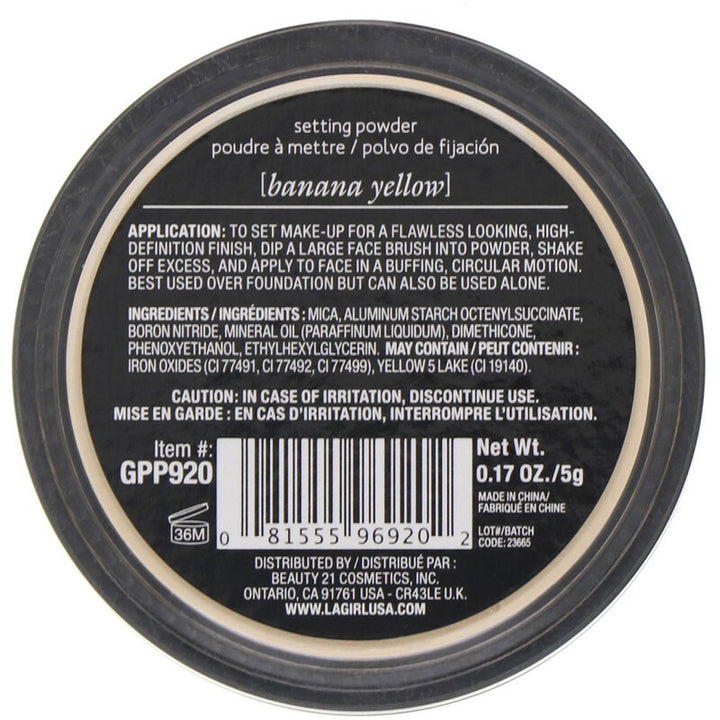 setting powder
poudre à mettre / polvo de fijación
[banana yellow]
APPLICATION: TO SET MAKE-UP FOR A FLAWLESS LOOKING, HIGH-
DEFINITION FINISH, DIP A LARGE FACE BRUSH INTO POWDER, SHAKE
OFF EXCESS, AND APPLY TO FACE IN A BUFFING, CIRCULAR MOTION.
BEST USED OVER FOUNDATION BUT CAN ALSO BE USED ALONE.
INGREDIENTS / INGRÉDIENTS : MICA, ALUMINUM STARCH OCTENYLSUCCINATE,
BORON NITRIDE, MINERAL OIL (PARAFFINUM LIQUIDUM), DIMETHICONE,
PHENOXYETHANOL, ETHYLHEXYLGLYCERIN. MAY CONTAIN / PEUT CONTENIR :
IRON OXIDES (CI 77491, CI 77492, CI 77499), YELLOW 5 LAKE (CI 19140).
CAUTION: IN CASE OF IRRITATION, DISCONTINUE USE.
MISE EN GARDE : EN CAS D'IRRITATION, INTERROMPRE L'UTILISATION.
Item #:
GPP920
36M
0 81555 96920 2
Net Wt.
0.17 OZ./5g
MADE IN CHINA/
FABRIQUÉ EN CHINE
LOT#/BATCH
CODE: 23665
DISTRIBUTED BY / DISTRIBUÉ PAR :
BEAUTY 21 COSMETICS, INC.
ONTARIO, CA 91761 USA - CR43LE U.K.
WWW.LAGIRLUSA.COM